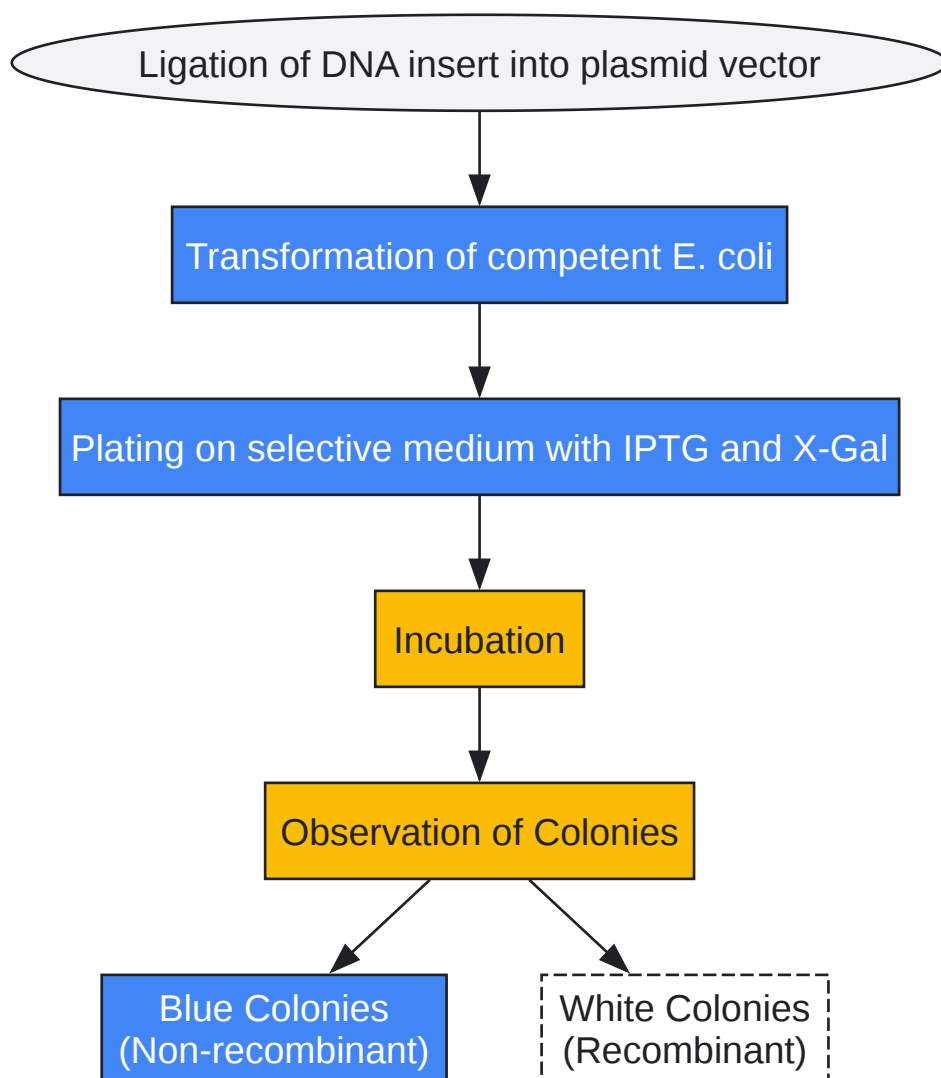 Ligation of DNA insert into plasmid vector
Transformation of competent E. coli
Plating on selective medium with IPTG and X-Gal
Incubation
Observation of Colonies
Blue Colonies
(Non-recombinant)
White Colonies
(Recombinant)